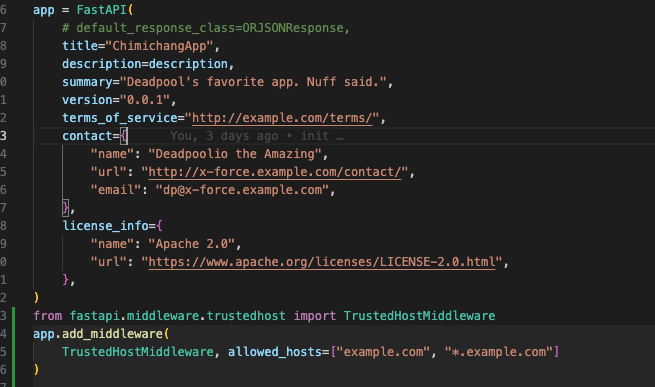 6 app = FastAPI(
7 # default_response_class=ORJSONResponse,
8 title="ChimichangApp",
9 description=description,
0 summary="Deadpool's favorite app. Nuff said.",
1 version="0.0.1",
2 terms_of_service="http://example.com/terms/",
3 contact={ You, 3 days ago • init …
4 "name": "Deadpoolio the Amazing",
5 "url": "http://x-force.example.com/contact/",
6 "email": "dp@x-force.example.com",
7 },
8 license_info={
9 "name": "Apache 2.0",
0 "url": "https://www.apache.org/licenses/LICENSE-2.0.html",
1 },
2 )
3 from fastapi.middleware.trustedhost import TrustedHostMiddleware
4 app.add_middleware(
5 TrustedHostMiddleware, allowed_hosts=["example.com", "*.example.com"]
6 )